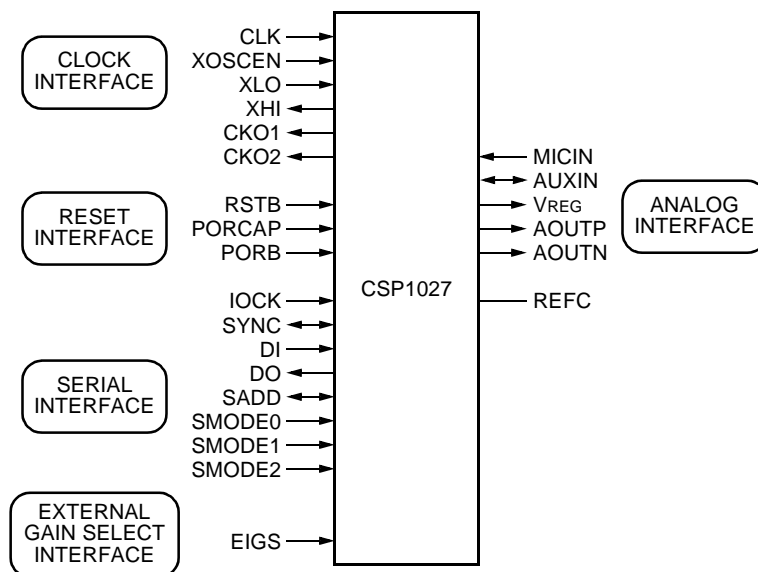 CLOCK
INTERFACE
CLK
XOSCEN
XLO
XHI
CKO1
CKO2
RESET
INTERFACE
RSTB
PORCAP
PORB
SERIAL
INTERFACE
IOCK
SYNC
DI
DO
SADD
SMODE0
SMODE1
SMODE2
EXTERNAL
GAIN SELECT
INTERFACE
EIGS
CSP1027
MICIN
AUXIN
VREG
AOUTP
AOUTN
REFC
ANALOG
INTERFACE